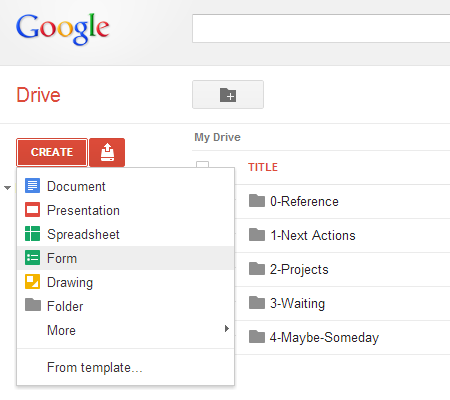 Google
Drive
My Drive
CREATE
TITLE
Document
Presentation
Spreadsheet
Form
Drawing
Folder
More
From template...
0-Reference
1-Next Actions
2-Projects
3-Waiting
4-Maybe-Someday